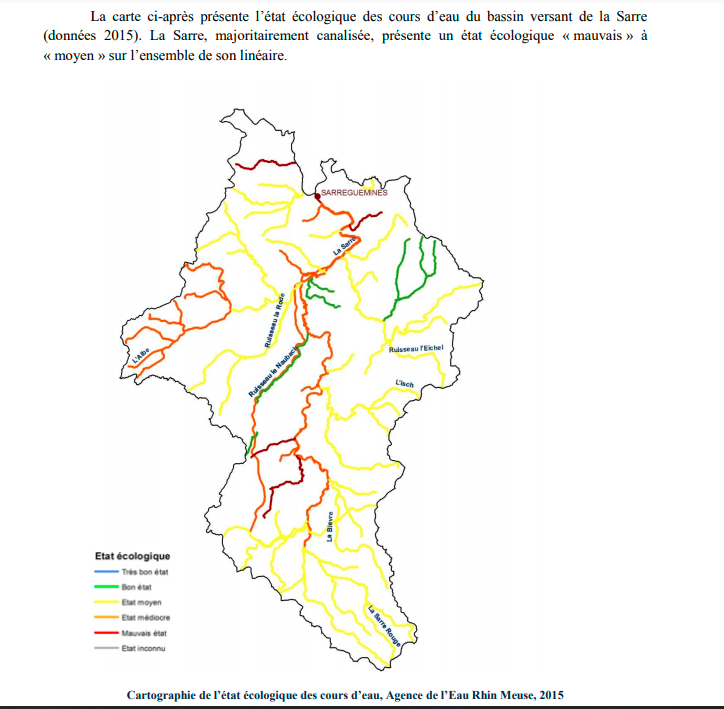 La carte ci-après présente l'état écologique des cours d'eau du bassin versant de la Sarre
(données 2015). La Sarre, majoritairement canalisée, présente un état écologique « mauvais » à
« moyen » sur l'ensemble de son linéaire.
SARREGUEMINES
La Sarre
Ruisseau la Rode
L'Albe
Ruisseau l'Eichel
Ruisseau le Naubach
L'Isch
La Bièvre
Etat écologique
Très bon état
Bon état
Etat moyen
Etat médiocre
Mauvais état
Etat inconnu
La Sarre Rouge
Cartographie de l'état écologique des cours d'eau, Agence de l'Eau Rhin Meuse, 2015